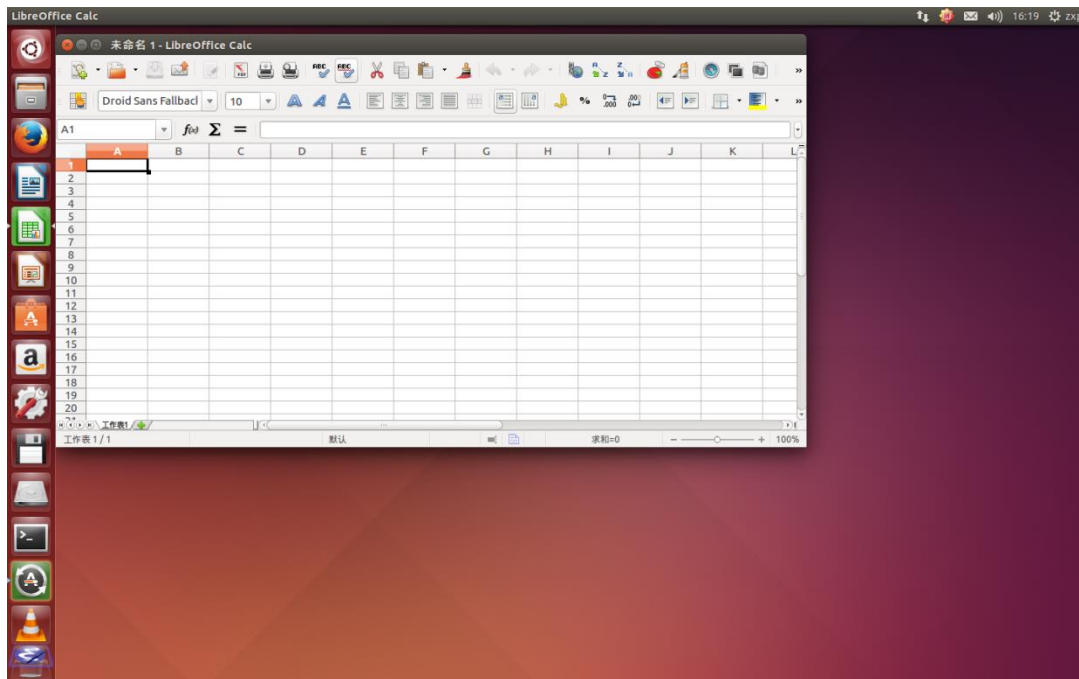 LibreOffice Calc
16:19 zxp
未命名 1 - LibreOffice Calc
Droid Sans Fallbacl 10
A1
A B C D E F G H I J K L
1
2
3
4
5
6
7
8
9
10
11
12
13
14
15
16
17
18
19
20
工作表1
工作表 1 / 1 默认 求和=0 100%